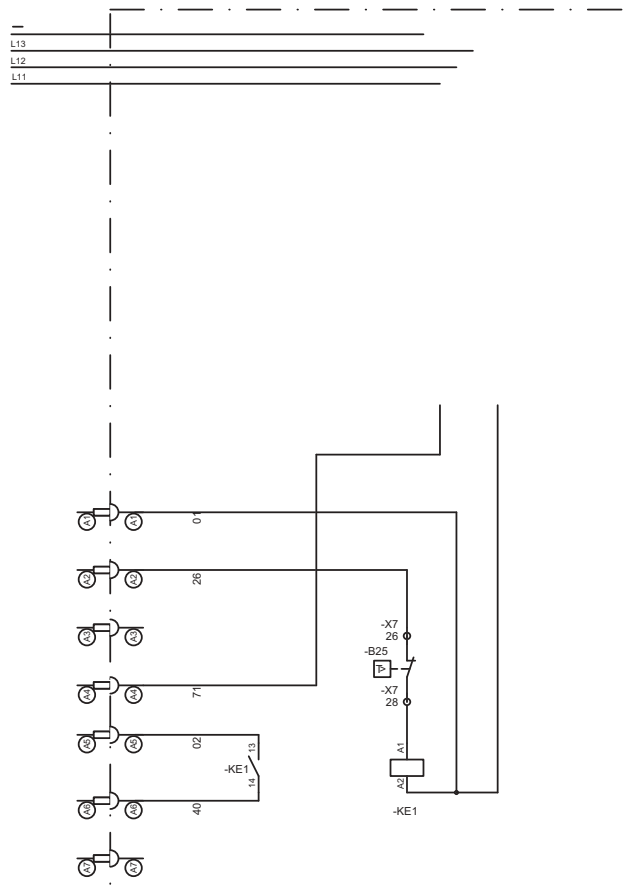 L13
L12
L11
A1 A1 01
A2 A2 26
-X7
26
A3 A3
-B25
T>
-X7
28
A4 A4 71
A5 A5 02
13
-KE1
14
A1
A2
A6 A6 40
-KE1
A7 A7